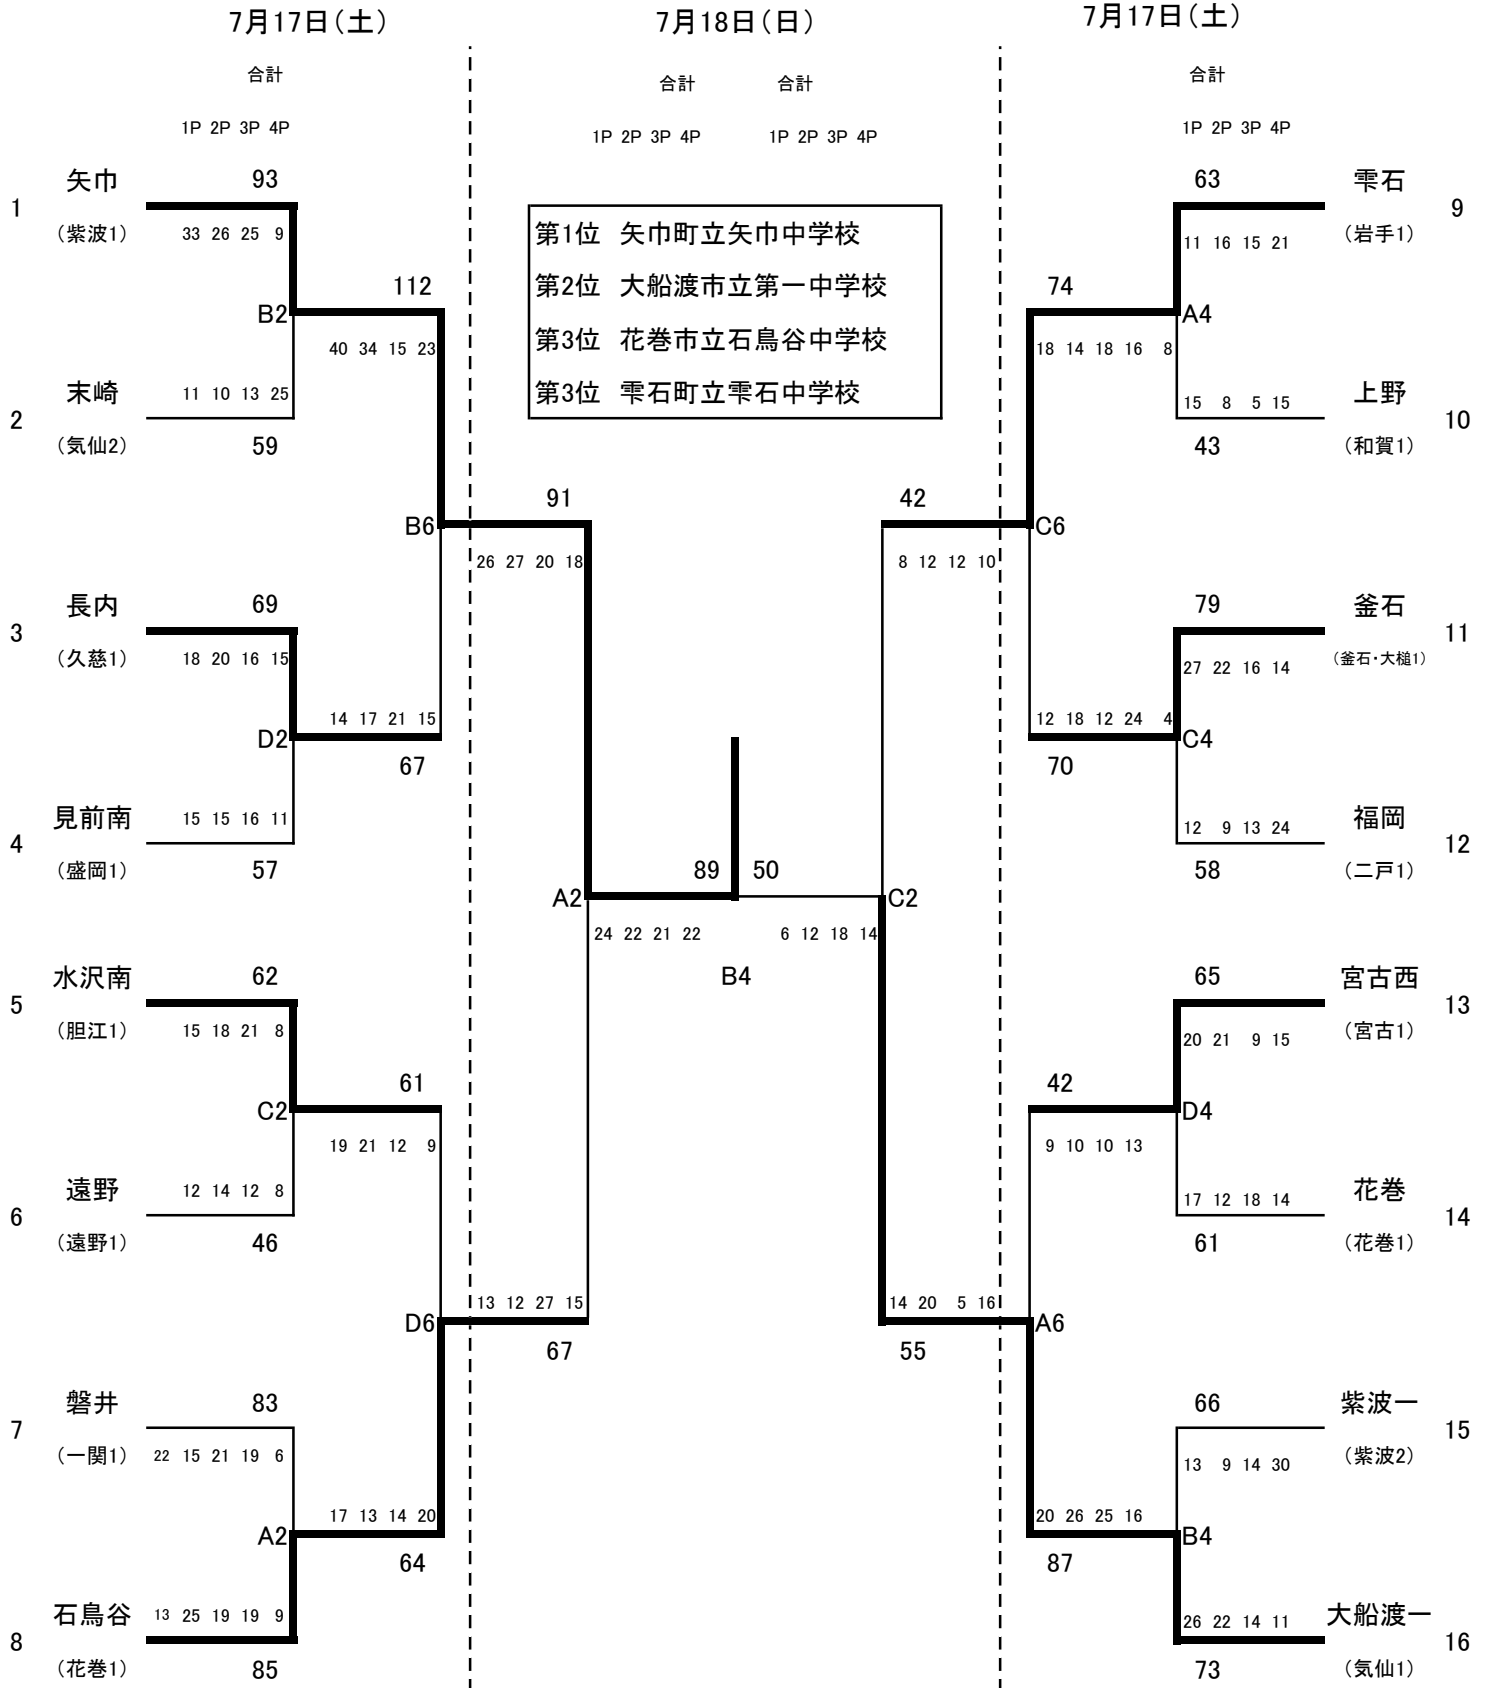 7月17日(土) 7月18日(日) 7月17日(土)
合計 合計 合計 合計
1P 2P 3P 4P 1P 2P 3P 4P 1P 2P 3P 4P 1P 2P 3P 4P
矢巾 93 63 雫石
1 9
(紫波1) 33 26 25 9 第1位 矢巾町立矢巾中学校 11 16 15 21 (岩手1)
112 第2位 大船渡市立第一中学校 74
B2 A4
40 34 15 23 第3位 花巻市立石鳥谷中学校 18 14 18 16 8
末崎 11 10 13 25 第3位 雫石町立雫石中学校 15 8 5 15 上野
2 10
(気仙2) 59 43 (和賀1)
91 42
B6 C6
26 27 20 18 8 12 12 10
長内 69 79 釜石
3 11
(久慈1) 18 20 16 15 27 22 16 14 (釜石・大槌1)
14 17 21 15 12 18 12 24 4
D2 C4
67 70
見前南 15 15 16 11 12 9 13 24 福岡
4 12
(盛岡1) 57 89 50 58 (二戸1)
A2 C2
24 22 21 22 6 12 18 14
水沢南 62 B4 65 宮古西
5 13
(胆江1) 15 18 21 8 20 21 9 15 (宮古1)
61 42
C2 D4
19 21 12 9 9 10 10 13
遠野 12 14 12 8 17 12 18 14 花巻
6 14
(遠野1) 46 61 (花巻1)
13 12 27 15 14 20 5 16
D6 A6
67 55
磐井 83 66 紫波一
7 15
(一関1) 22 15 21 19 6 13 9 14 30 (紫波2)
17 13 14 20 20 26 25 16
A2 B4
64 87
石鳥谷 13 25 19 19 9 26 22 14 11 大船渡一
8 16
(花巻1) 85 73 (気仙1)